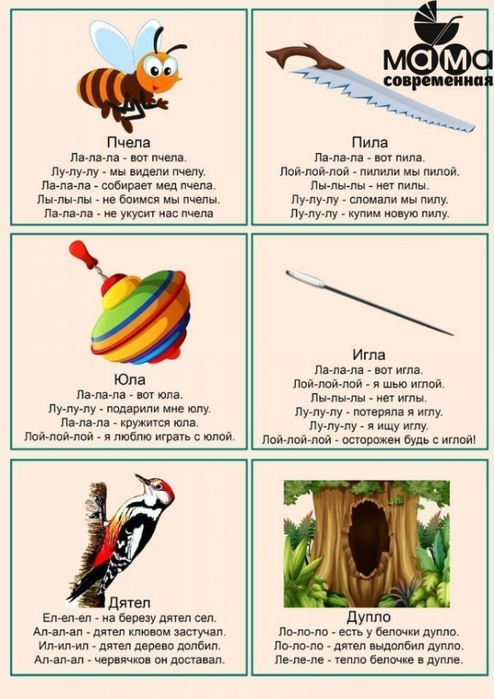 мама
современная
Пчела
Ла-ла-ла - вот пчела.
Лу-лу-лу - мы видели пчелу.
Ла-ла-ла - собирает мед пчела.
Лы-лы-лы - не боимся мы пчелы.
Ла-ла-ла - не укусит нас пчела
Пила
Ла-ла-ла - вот пила.
Лой-лой-лой - пилили мы пилой.
Лы-лы-лы - нет пилы.
Лу-лу-лу - сломали мы пилу.
Лу-лу-лу - купим новую пилу.
Юла
Ла-ла-ла - вот юла.
Лу-лу-лу - подарили мне юлу.
Ла-ла-ла - кружится юла.
Лой-лой-лой - я люблю играть с юлой.
Игла
Ла-ла-ла - вот игла.
Лой-лой-лой - я шью иглой.
Лы-лы-лы - нет иглы.
Лу-лу-лу - потеряла я иглу.
Лу-лу-лу - я ищу иглу.
Лой-лой-лой - осторожен будь с иглой!
Дятел
Ел-ел-ел - на березу дятел сел.
Ал-ал-ал - дятел клювом застучал.
Ил-ил-ил - дятел дерево долбил.
Ал-ал-ал - червячков он доставал.
Дупло
Ло-ло-ло - есть у белочки дупло.
Ло-ло-ло - дятел выдолбил дупло.
Ле-ле-ле - тепло белочке в дупле.